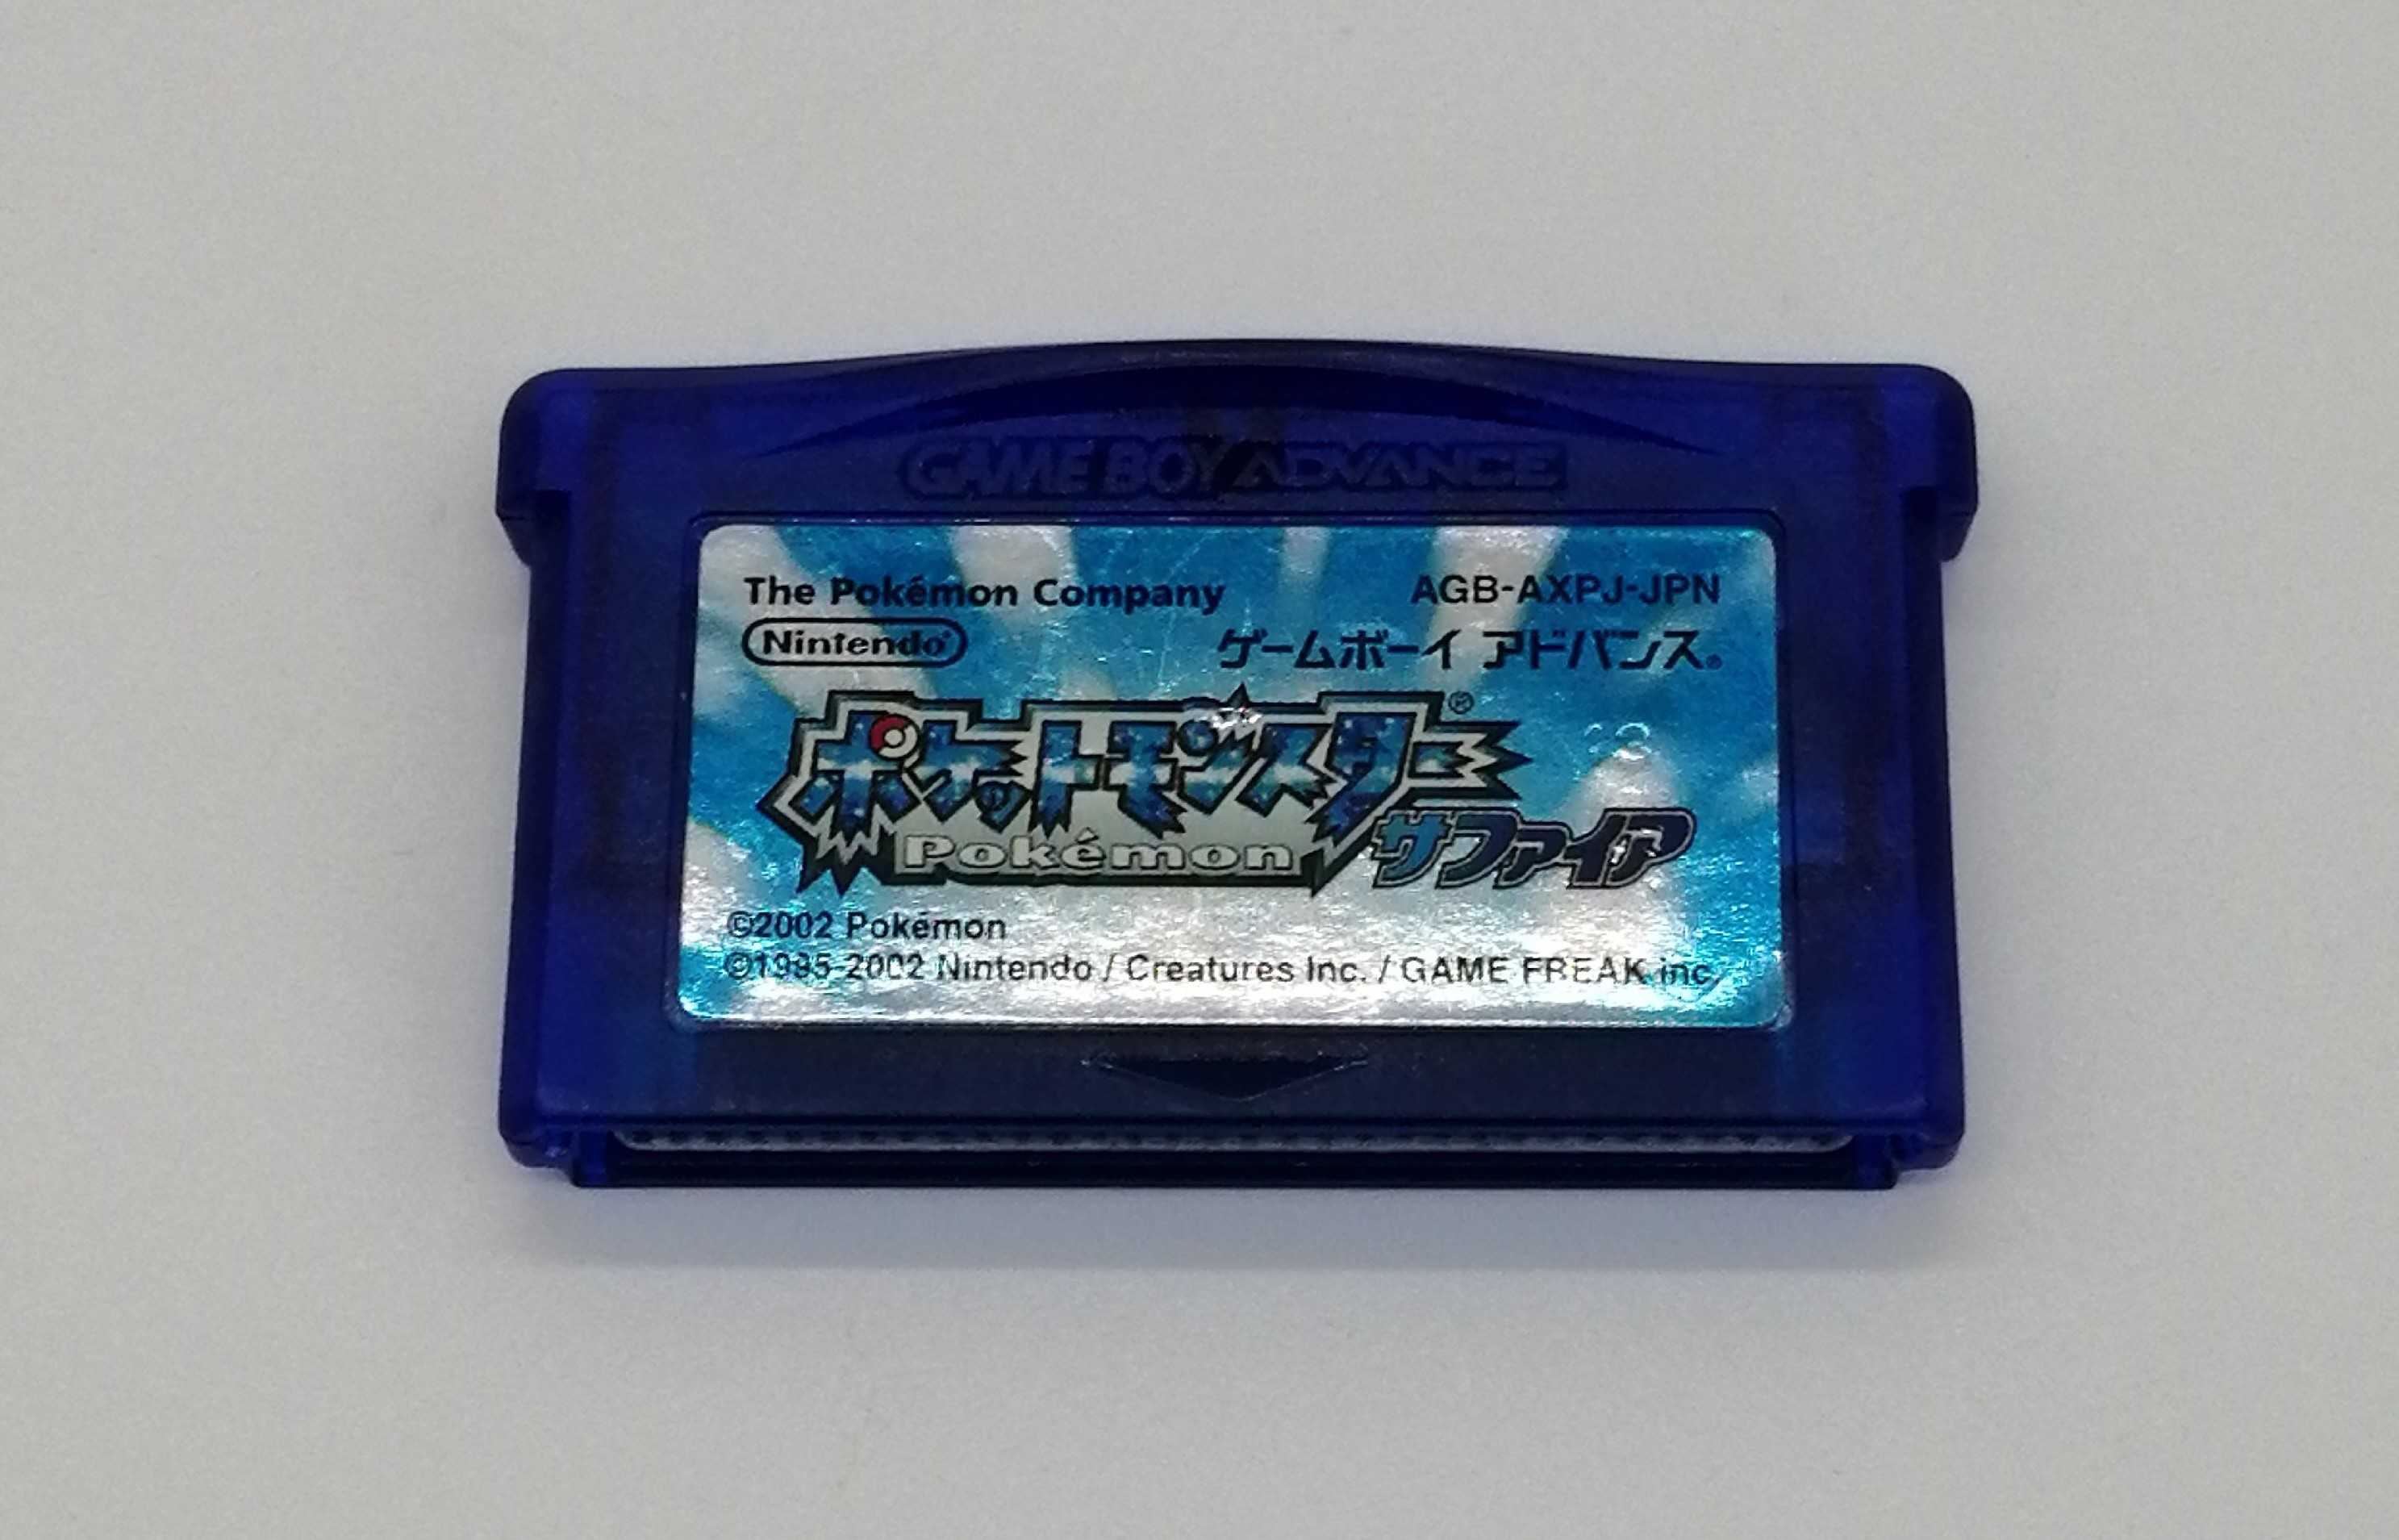 GAME BOY ADVANCE
The Pokémon Company
AGB-AXPJ-JPN
Nintendo®
ゲームボーイ アドバンス®
ポケットモンスター®
Pokémon
サファイア
©2002 Pokémon
©1995-2002 Nintendo / Creatures Inc. / GAME FREAK inc.